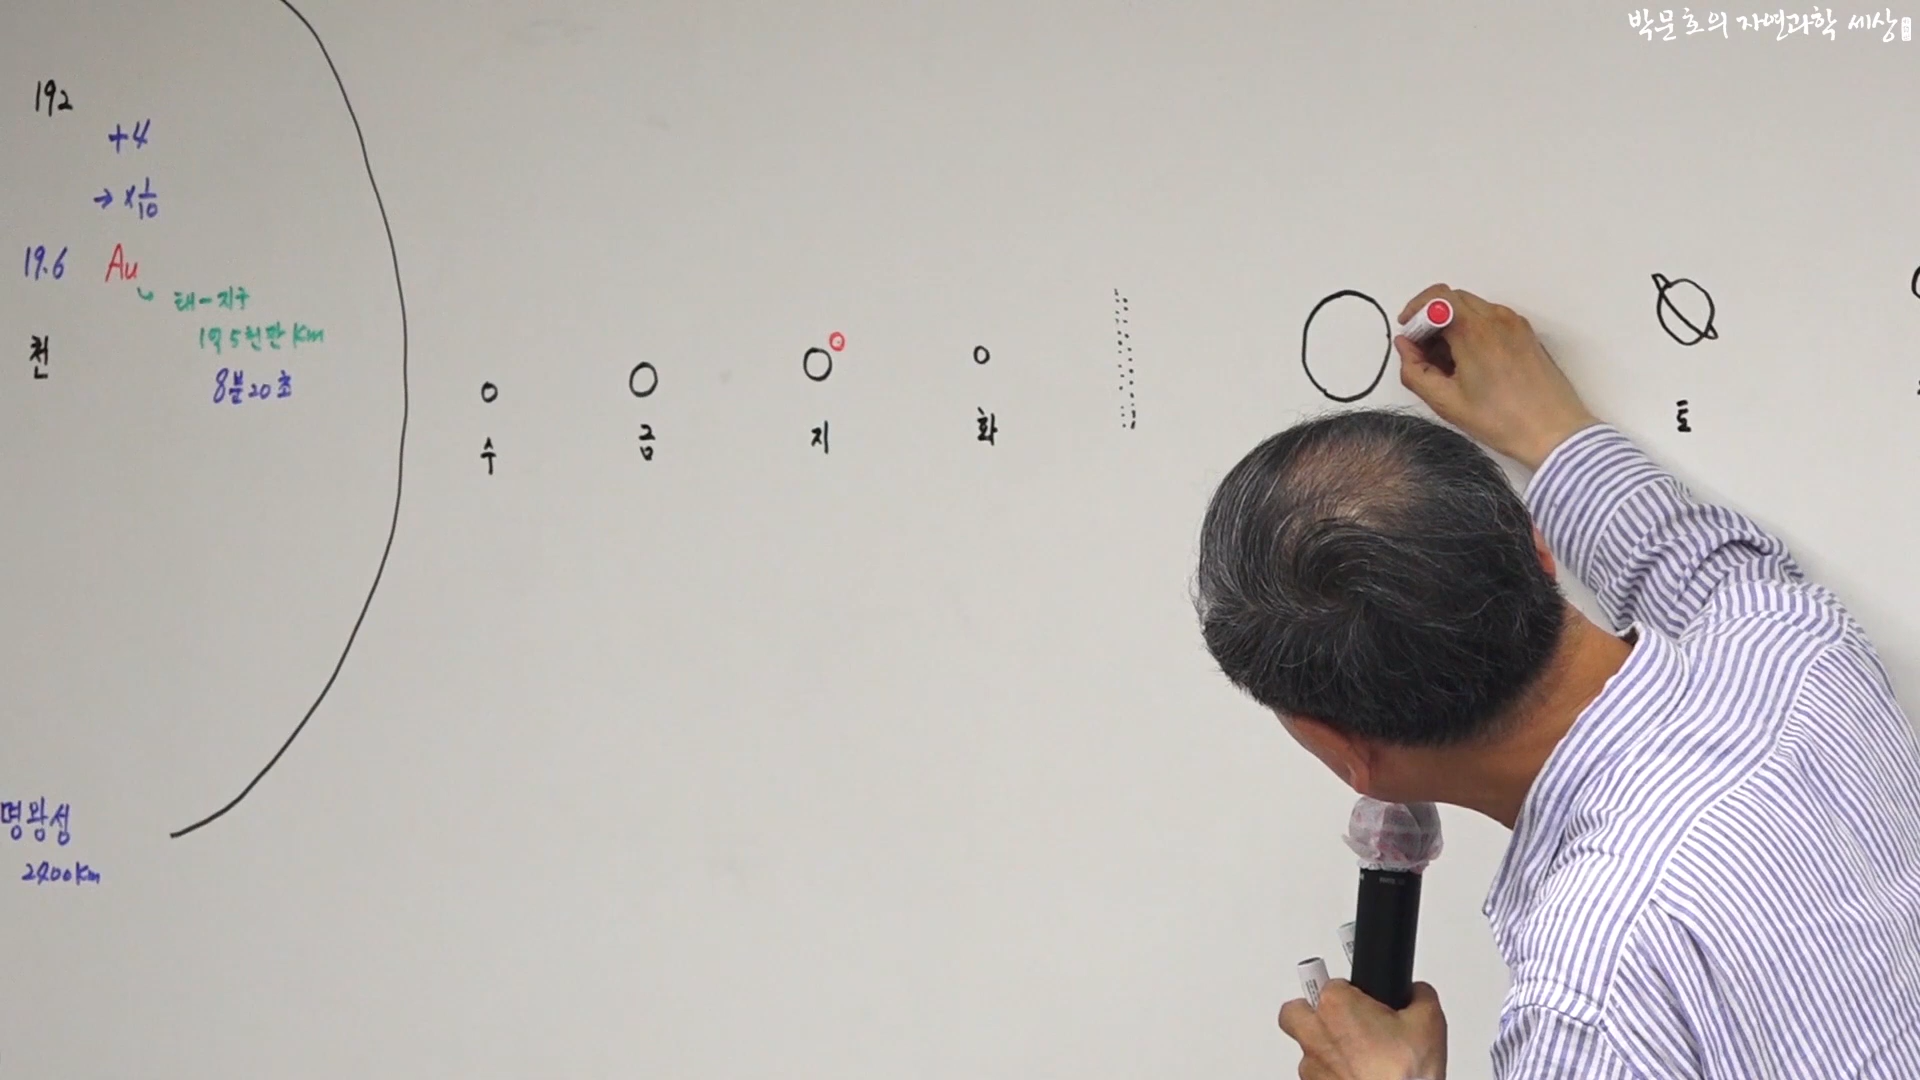 박문호의 자연과학 세상
192
+4
→ × 1/10
19.6 Au
태-지구
1억5천만 Km
8분20초
천
수 금 지 화 토
명왕성
2400Km